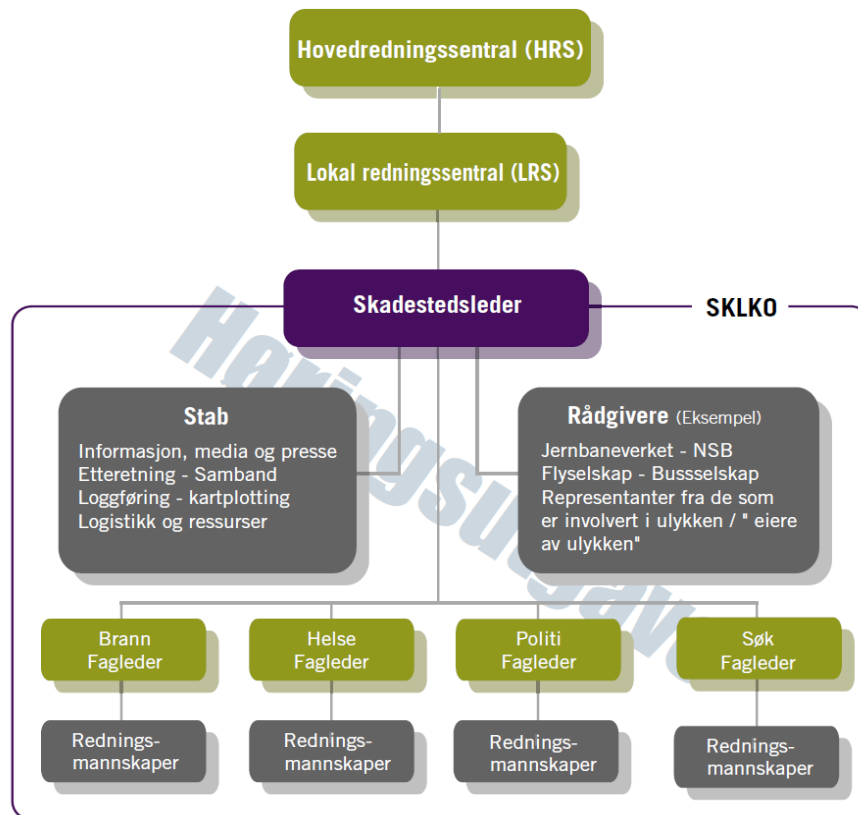 Hovedredningssentral (HRS)
Lokal redningssentral (LRS)
Skadestedsleder
SKLKO
Stab
Informasjon, media og presse
Etteretning - Samband
Loggføring - kartplotting
Logistikk og ressurser
Rådgivere (Eksempel)
Jernbaneverket - NSB
Flyselskap - Bussselskap
Representanter fra de som
er involvert i ulykken / " eiere
av ulykken"
Høringsutgave
Brann
Fagleder
Helse
Fagleder
Politi
Fagleder
Søk
Fagleder
Rednings-
mannskaper
Rednings-
mannskaper
Rednings-
mannskaper
Rednings-
mannskaper